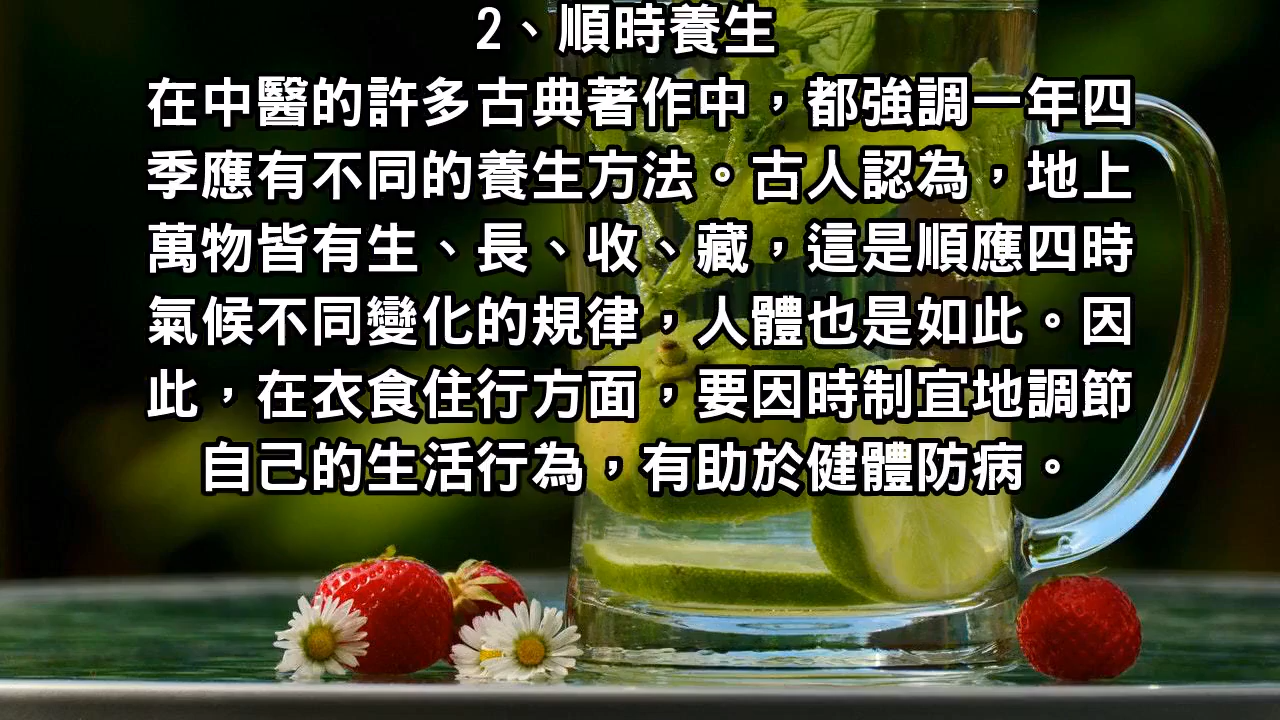 2、順時養生
在中醫的許多古典著作中，都強調一年四
季應有不同的養生方法。古人認為，地上
萬物皆有生、長、收、藏，這是順應四時
氣候不同變化的規律，人體也是如此。因
此，在衣食住行方面，要因時制宜地調節
自己的生活行為，有助於健體防病。